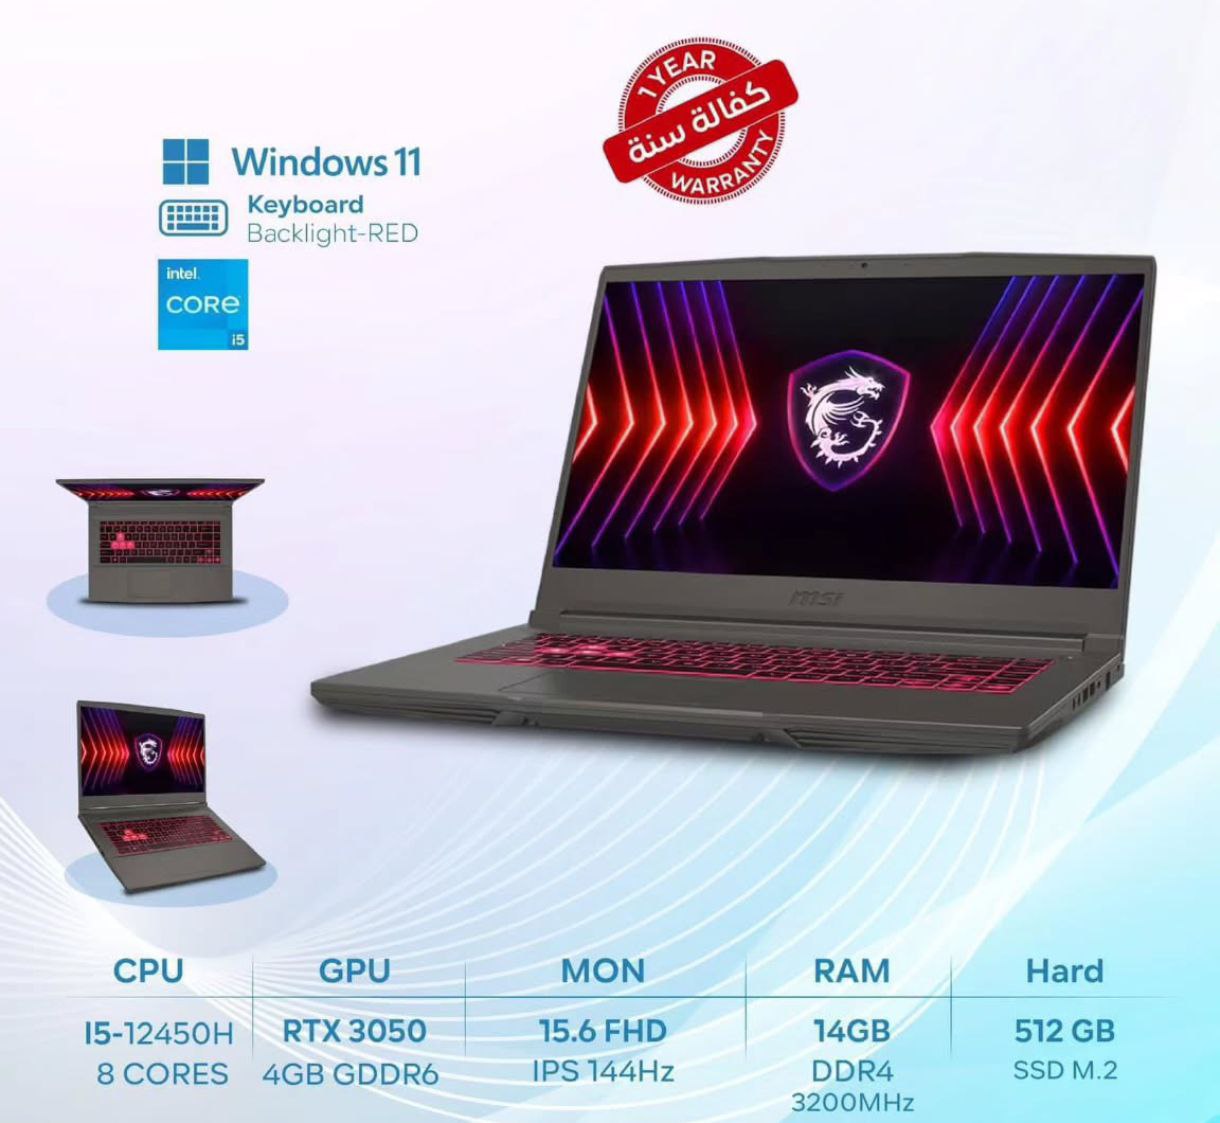 1 YEAR
كفالة سنة
WARRANTY
Windows 11
Keyboard
Backlight-RED
intel.
CORE
i5
msi
CPU
I5-12450H
8 CORES
GPU
RTX 3050
4GB GDDR6
MON
15.6 FHD
IPS 144Hz
RAM
14GB
DDR4
3200MHz
Hard
512 GB
SSD M.2